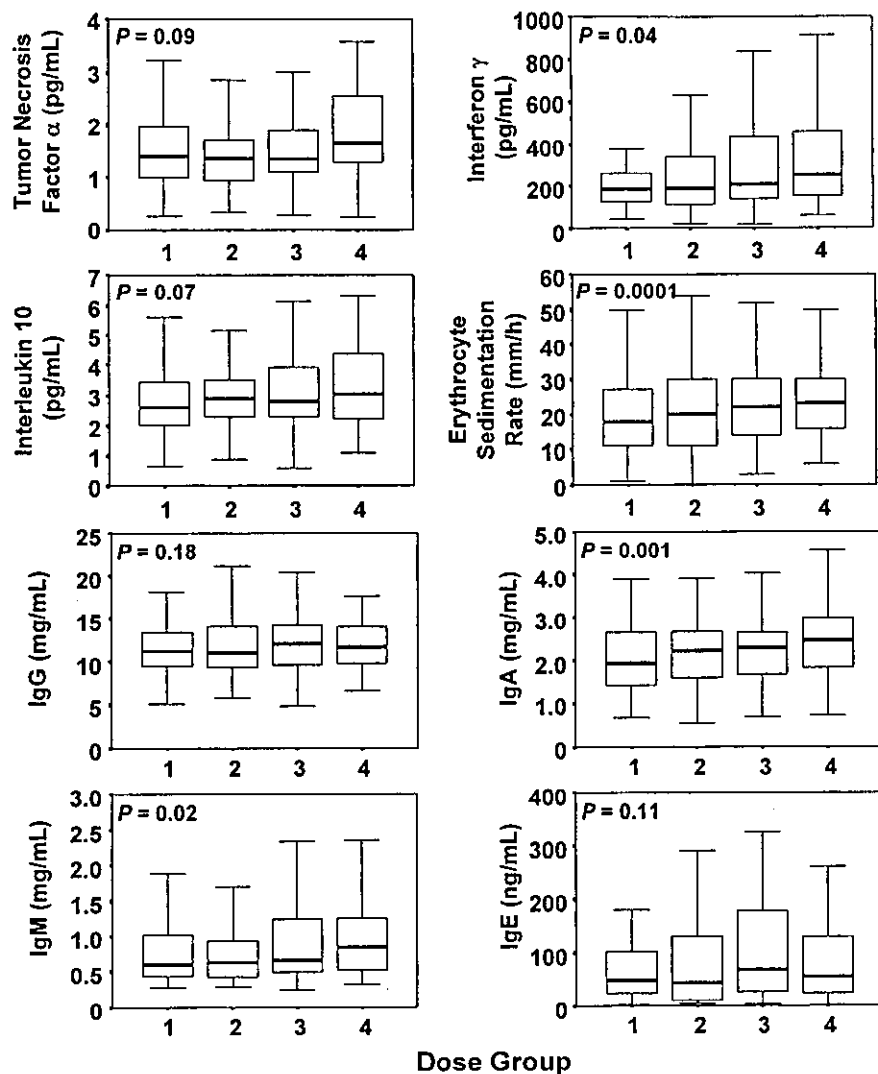 Tumor Necrosis
Factor α (pg/mL)
P = 0.09
4
3
2
1
0
1 2 3 4
Interferon γ
(pg/mL)
P = 0.04
1000
800
600
400
200
0
1 2 3 4
Interleukin 10
(pg/mL)
P = 0.07
7
6
5
4
3
2
1
0
1 2 3 4
Erythrocyte
Sedimentation
Rate (mm/h)
P = 0.0001
60
50
40
30
20
10
0
1 2 3 4
IgG (mg/mL)
P = 0.18
25
20
15
10
5
0
1 2 3 4
IgA (mg/mL)
P = 0.001
5.0
4.0
3.0
2.0
1.0
0
1 2 3 4
IgM (mg/mL)
P = 0.02
3.0
2.5
2.0
1.5
1.0
0.5
0
1 2 3 4
IgE (ng/mL)
P = 0.11
400
300
200
100
0
1 2 3 4
Dose Group